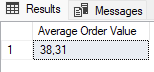 Results Messages
Average Order Value
1 38,31